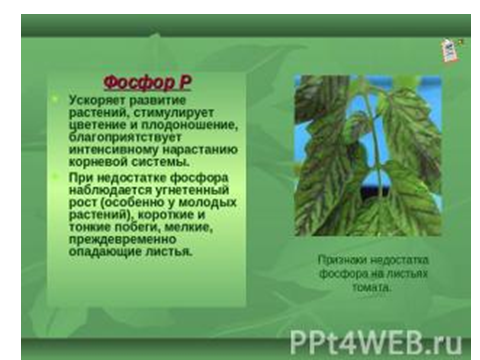 Фосфор Р
Ускоряет развитие
растений, стимулирует
цветение и плодоношение,
благоприятствует
интенсивному нарастанию
корневой системы.
При недостатке фосфора
наблюдается угнетенный
рост (особенно у молодых
растений), короткие и
тонкие побеги, мелкие,
преждевременно
опадающие листья.
Признаки недостатка
фосфора на листьях
томата.
PPt4WEB.ru